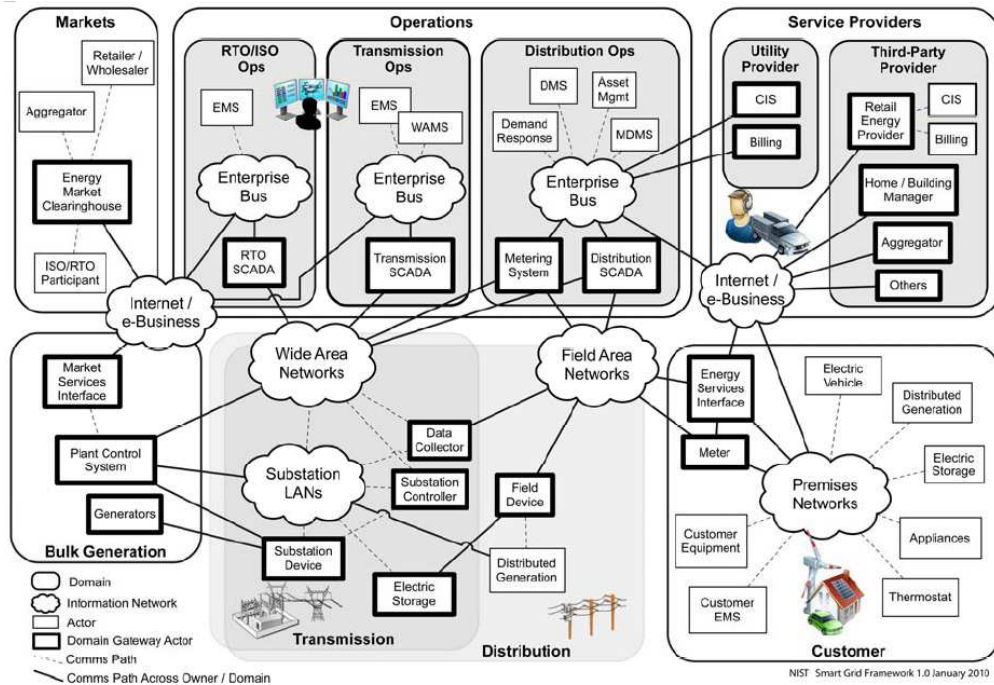 Markets
Operations
Service Providers
Retailer /
Wholesaler
Aggregator
Energy
Market
Clearinghouse
ISO/RTO
Participant
RTO/ISO
Ops
EMS
Enterprise
Bus
RTO
SCADA
Transmission
Ops
EMS
WAMS
Enterprise
Bus
Transmission
SCADA
Distribution Ops
DMS
Asset
Mgmt
Demand
Response
MDMS
Enterprise
Bus
Metering
System
Distribution
SCADA
Utility
Provider
CIS
Billing
Third-Party
Provider
Retail
Energy
Provider
CIS
Billing
Home / Building
Manager
Aggregator
Others
Internet /
e-Business
Internet /
e-Business
Market
Services
Interface
Plant Control
System
Generators
Bulk Generation
Wide Area
Networks
Field Area
Networks
Data
Collector
Substation
LANs
Substation
Controller
Field
Device
Substation
Device
Electric
Storage
Distributed
Generation
Transmission
Distribution
Energy
Services
Interface
Meter
Electric
Vehicle
Distributed
Generation
Electric
Storage
Premises
Networks
Customer
Equipment
Appliances
Customer
EMS
Thermostat
Customer
Domain
Information Network
Actor
Domain Gateway Actor
Comms Path
Comms Path Across Owner / Domain
NIST Smart Grid Framework 1.0 January 2010